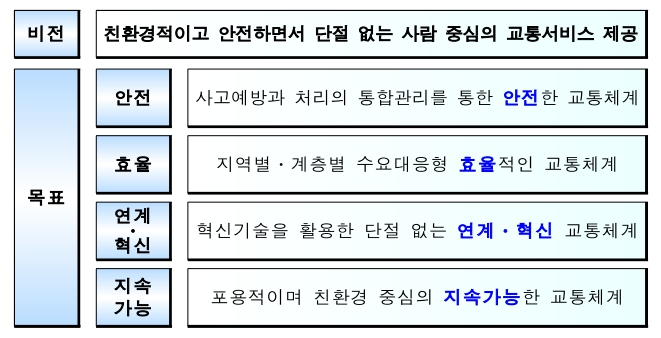 비전
친환경적이고 안전하면서 단절 없는 사람 중심의 교통서비스 제공
목표
안전
사고예방과 처리의 통합관리를 통한 안전한 교통체계
효율
지역별·계층별 수요대응형 효율적인 교통체계
연계
·
혁신
혁신기술을 활용한 단절 없는 연계·혁신 교통체계
지속
가능
포용적이며 친환경 중심의 지속가능한 교통체계